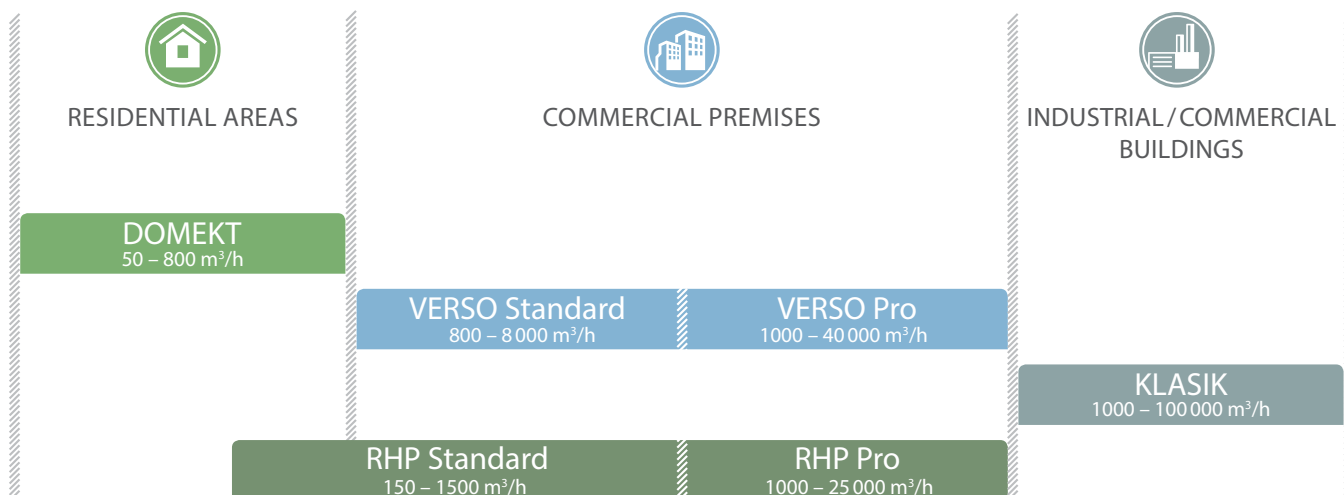 RESIDENTIAL AREAS
COMMERCIAL PREMISES
INDUSTRIAL/COMMERCIAL
BUILDINGS
DOMEKT
50 – 800 m³/h
VERSO Standard
800 – 8 000 m³/h
VERSO Pro
1000 – 40 000 m³/h
KLASIK
1000 – 100 000 m³/h
RHP Standard
150 – 1500 m³/h
RHP Pro
1000 – 25 000 m³/h